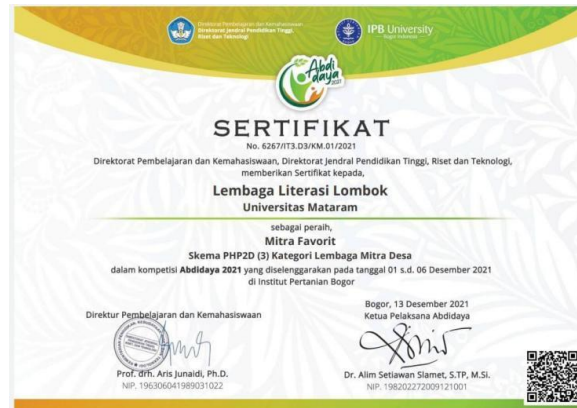 Direktorat Pembelajaran dan Kemahasiswaan
Direktorat Jendral Pendidikan Tinggi,
Riset dan Teknologi
IPB University
Bogor Indonesia
Abdi
daya
2021
SERTIFIKAT
No. 6267/IT3.D3/KM.01/2021
Direktorat Pembelajaran dan Kemahasiswaan, Direktorat Jendral Pendidikan Tinggi, Riset dan Teknologi,
memberikan Sertifikat kepada,
Lembaga Literasi Lombok
Universitas Mataram
sebagai peraih,
Mitra Favorit
Skema PHP2D (3) Kategori Lembaga Mitra Desa
dalam kompetisi Abdidaya 2021 yang diselenggarakan pada tanggal 01 s.d. 06 Desember 2021
di Institut Pertanian Bogor
Direktur Pembelajaran dan Kemahasiswaan
Prof. drh. Aris Junaidi, Ph.D.
NIP. 196306041989031022
Bogor, 13 Desember 2021
Ketua Pelaksana Abdidaya
Dr. Alim Setiawan Slamet, S.TP, M.Si.
NIP. 198202272009121001